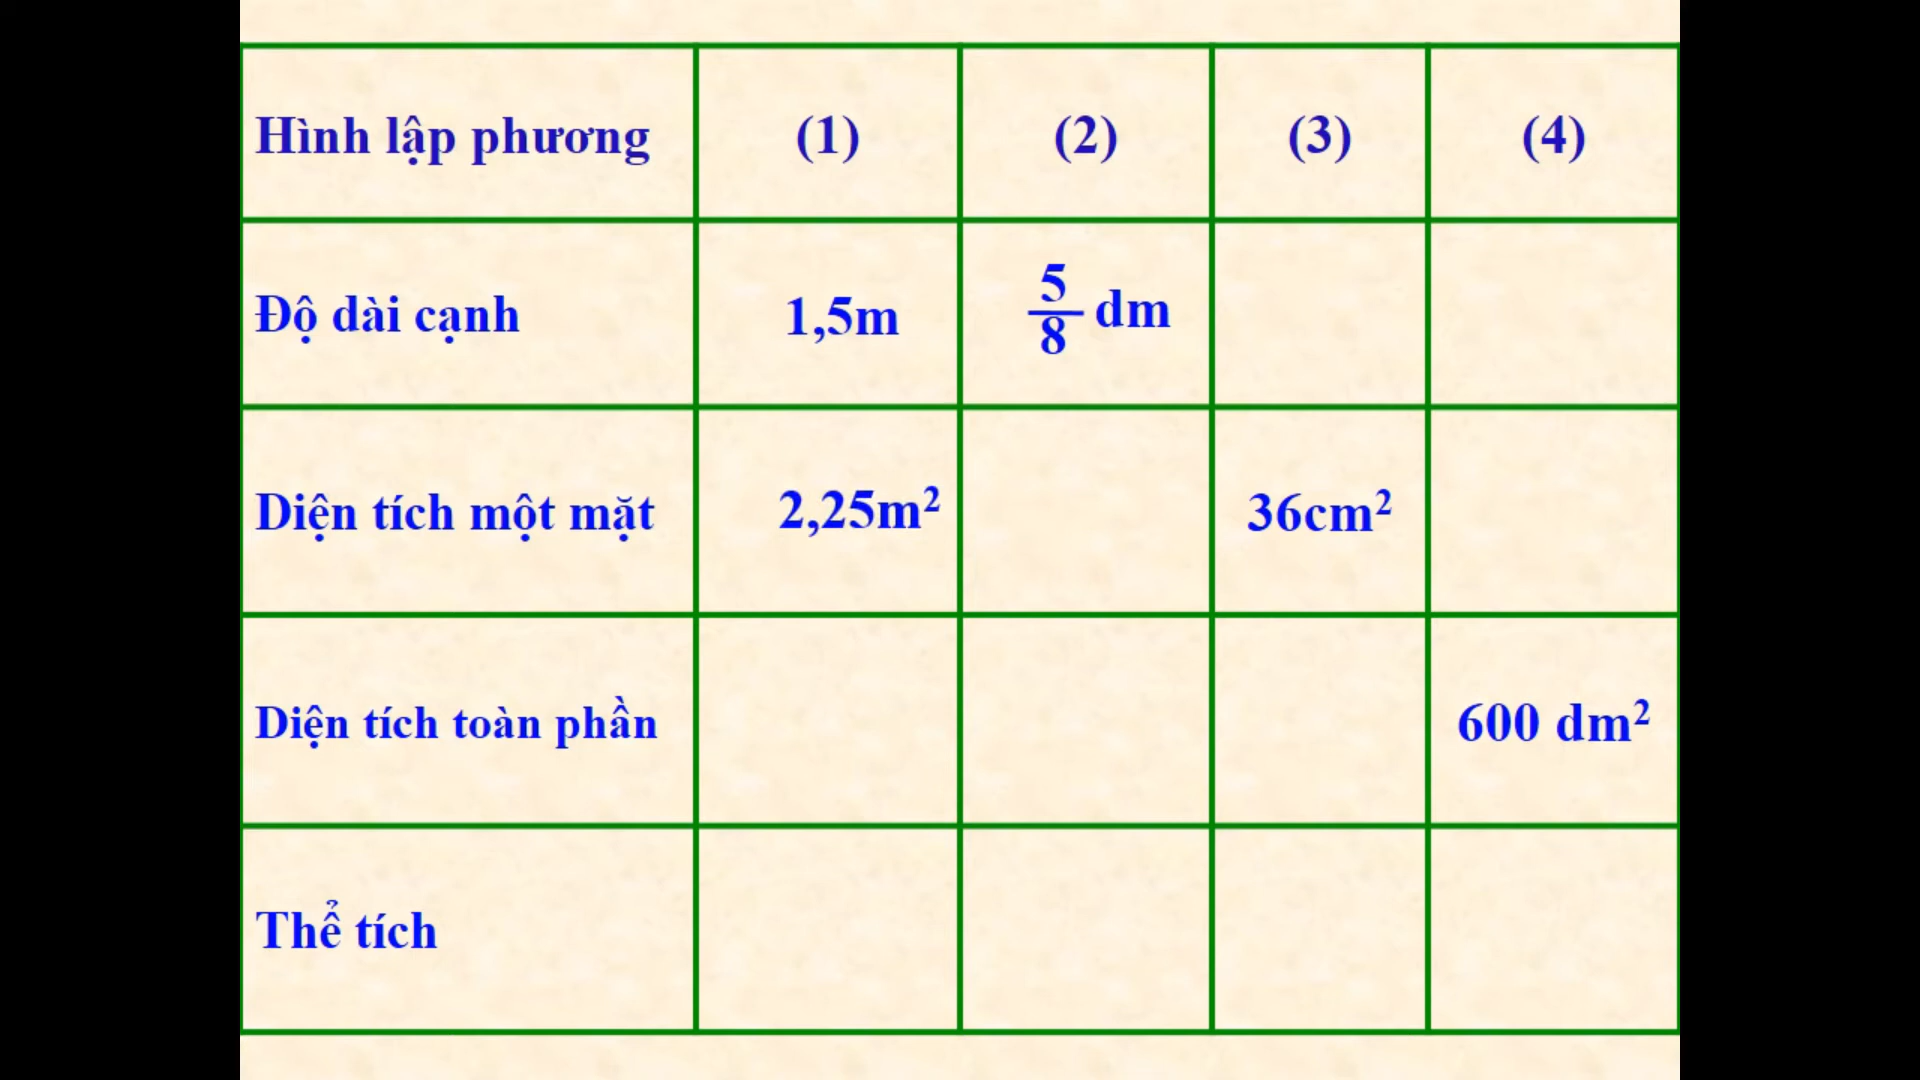 Hình lập phương (1) (2) (3) (4)
Độ dài cạnh 1,5m 5/8 dm
Diện tích một mặt 2,25m² 36cm²
Diện tích toàn phần 600 dm²
Thể tích